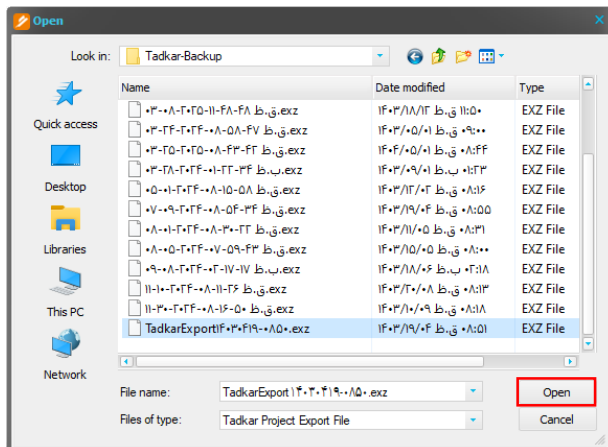 Open
Look in:
Tadkar-Backup
Name
Date modified
Type
۰۳-۰۸-۲۰۲۵-۱۱-۴۸-۴۸ ق.ظ.exz
۱۴۰۳/۱۸/۱۲ ق.ظ ۱۱:۵۰
EXZ File
۰۳-۲۴-۲۰۲۴-۰۸-۵۸-۴۷ ق.ظ.exz
۱۴۰۳/۰۵/۰۱ ق.ظ ۰۹:۰۰
EXZ File
۰۳-۲۵-۲۰۲۵-۰۸-۴۳-۴۲ ق.ظ.exz
۱۴۰۴/۰۵/۰۱ ق.ظ ۰۸:۴۴
EXZ File
۰۳-۲۸-۲۰۲۴-۰۱-۲۲-۳۴ ب.ظ.exz
۱۴۰۳/۰۹/۰۱ ب.ظ ۰۱:۲۳
EXZ File
۰۵-۰۱-۲۰۲۴-۰۸-۱۵-۵۸ ق.ظ.exz
۱۴۰۳/۱۲/۰۲ ق.ظ ۰۸:۱۶
EXZ File
۰۷-۰۹-۲۰۲۴-۰۸-۵۴-۳۴ ق.ظ.exz
۱۴۰۳/۱۹/۰۴ ق.ظ ۰۸:۵۵
EXZ File
۰۸-۰۱-۲۰۲۴-۰۸-۳۰-۲۲ ق.ظ.exz
۱۴۰۳/۱۱/۰۵ ق.ظ ۰۸:۳۱
EXZ File
۰۸-۰۵-۲۰۲۴-۰۷-۵۹-۴۳ ق.ظ.exz
۱۴۰۳/۱۵/۰۵ ق.ظ ۰۸:۰۰
EXZ File
۰۹-۰۸-۲۰۲۴-۰۲-۱۷-۱۷ ب.ظ.exz
۱۴۰۳/۱۸/۰۶ ب.ظ ۰۲:۱۸
EXZ File
۱۱-۱۰-۲۰۲۴-۰۸-۱۱-۲۶ ق.ظ.exz
۱۴۰۳/۲۰/۰۸ ق.ظ ۰۸:۱۳
EXZ File
۱۱-۳۰-۲۰۲۴-۰۸-۱۶-۵۰ ق.ظ.exz
۱۴۰۳/۱۰/۰۹ ق.ظ ۰۸:۱۸
EXZ File
TadkarExport۱۴۰۳۰۴۱۹-۰۸۵۰.exz
۱۴۰۳/۱۹/۰۴ ق.ظ ۰۸:۵۱
EXZ File
Quick access
Desktop
Libraries
This PC
Network
File name:
TadkarExport۱۴۰۳۰۴۱۹-۰۸۵۰.exz
Open
Files of type:
Tadkar Project Export File
Cancel